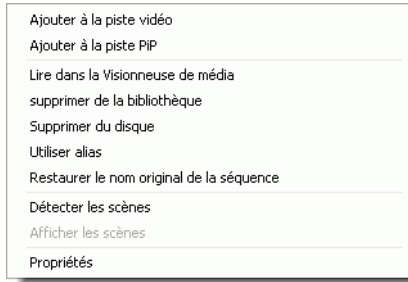 Ajouter à la piste vidéo
Ajouter à la piste PiP
Lire dans la Visionneuse de média
supprimer de la bibliothèque
Supprimer du disque
Utiliser alias
Restaurer le nom original de la séquence
Détecter les scènes
Afficher les scènes
Propriétés